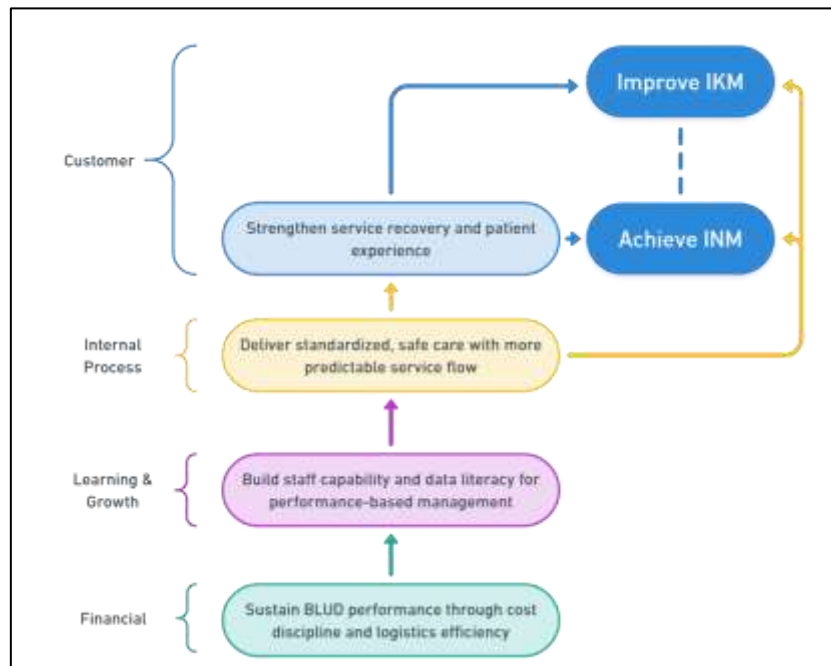 Improve IKM
Customer
Strengthen service recovery and patient
experience
Achieve INM
Internal
Process
Deliver standardized, safe care with more
predictable service flow
Learning &
Growth
Build staff capability and data literacy for
performance-based management
Financial
Sustain BLUD performance through cost
discipline and logistics efficiency